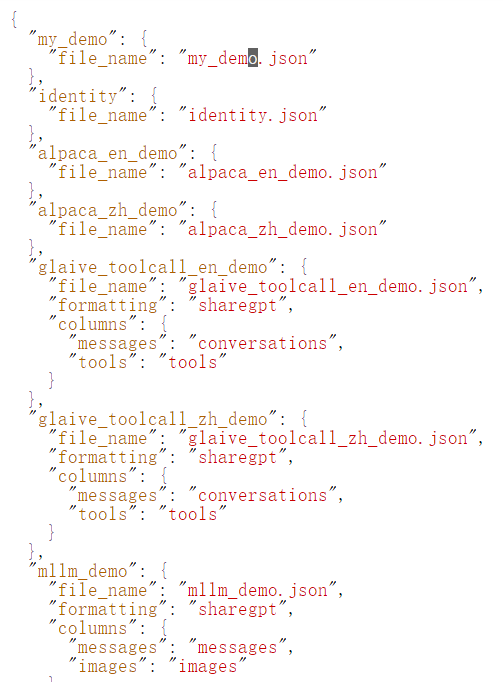 {
  "my_demo": {
    "file_name": "my_demo.json"
  },
  "identity": {
    "file_name": "identity.json"
  },
  "alpaca_en_demo": {
    "file_name": "alpaca_en_demo.json"
  },
  "alpaca_zh_demo": {
    "file_name": "alpaca_zh_demo.json"
  },
  "glaive_toolcall_en_demo": {
    "file_name": "glaive_toolcall_en_demo.json",
    "formatting": "sharegpt",
    "columns": {
      "messages": "conversations",
      "tools": "tools"
    }
  },
  "glaive_toolcall_zh_demo": {
    "file_name": "glaive_toolcall_zh_demo.json",
    "formatting": "sharegpt",
    "columns": {
      "messages": "conversations",
      "tools": "tools"
    }
  },
  "mllm_demo": {
    "file_name": "mllm_demo.json",
    "formatting": "sharegpt",
    "columns": {
      "messages": "messages",
      "images": "images"
    }